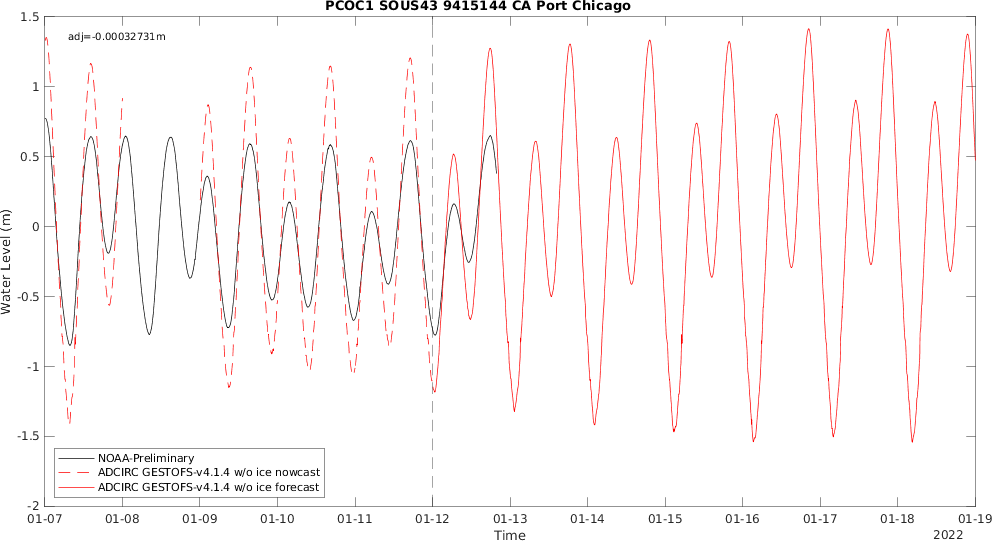 PCOC1 SOUS43 9415144 CA Port Chicago
adj=-0.00032731m
1.5
1
0.5
0
-0.5
-1
-1.5
-2
Water Level (m)
NOAA-Preliminary
ADCIRC GESTOFS-v4.1.4 w/o ice nowcast
ADCIRC GESTOFS-v4.1.4 w/o ice forecast
01-07 01-08 01-09 01-10 01-11 01-12 01-13 01-14 01-15 01-16 01-17 01-18 01-19
Time
2022